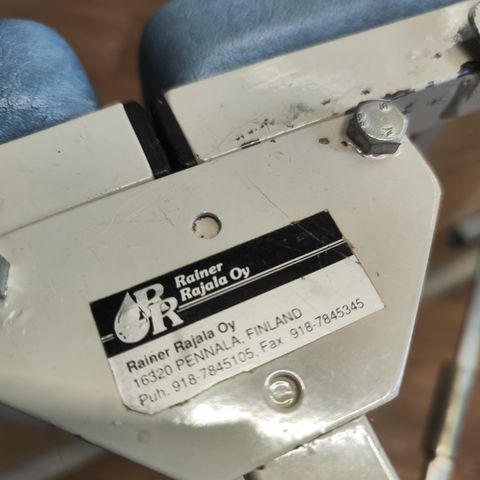 Rainer
Rajala Oy
RR
Rainer Rajala Oy
16320 PENNALA, FINLAND
Puh. 918-7845105, Fax 918-7845345